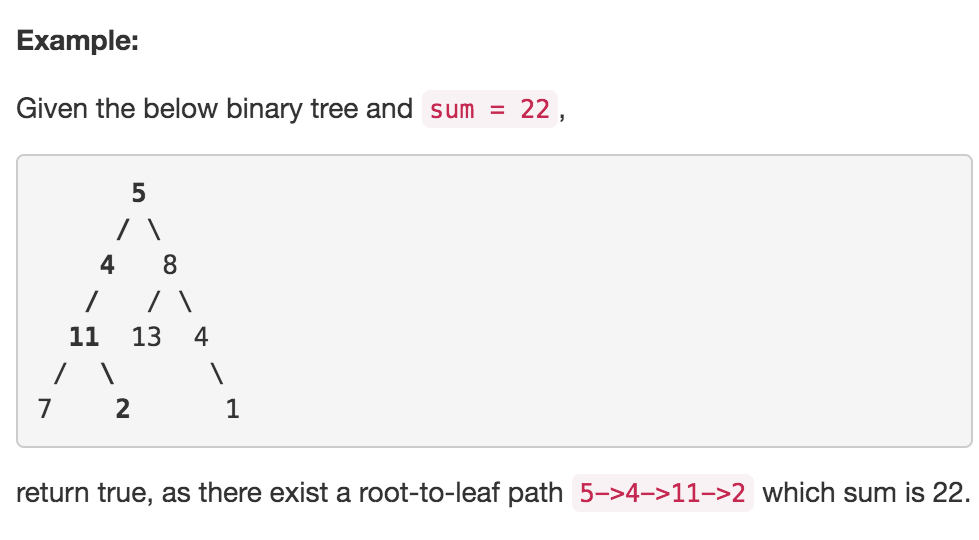 Example:
Given the below binary tree and sum = 22,
5
/ \
4 8
/ / \
11 13 4
/ \ \
7 2 1
return true, as there exist a root-to-leaf path 5->4->11->2 which sum is 22.